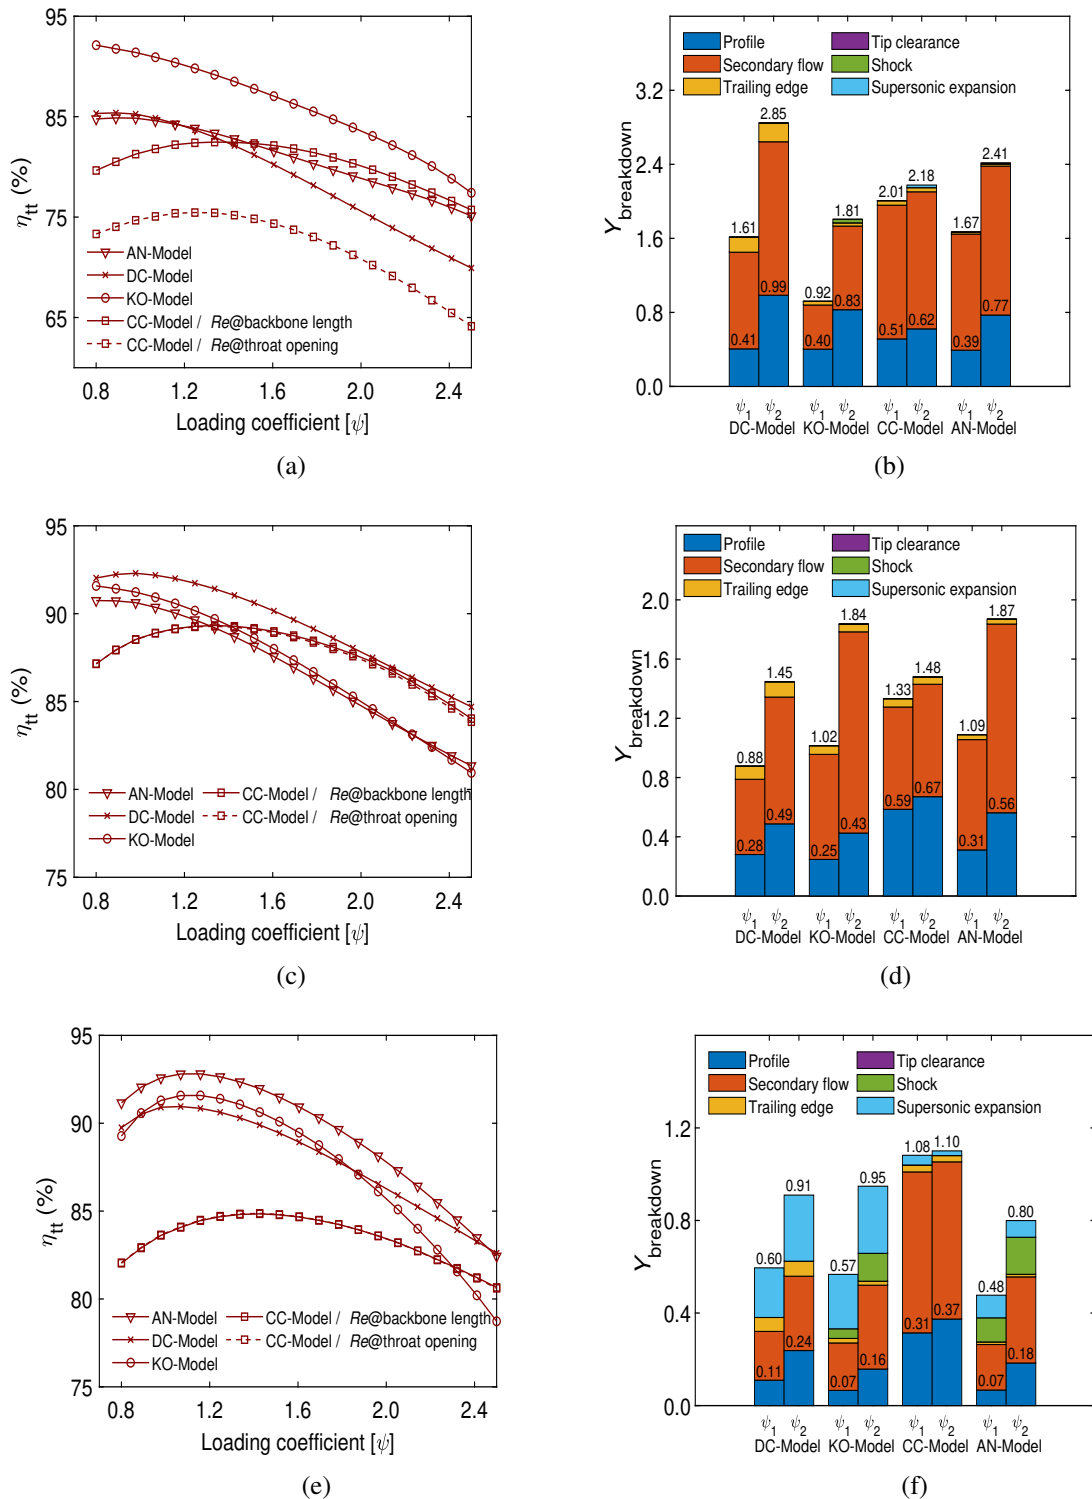 95
85
75
65
η_tt (%)
AN-Model
DC-Model
KO-Model
CC-Model / Re@backbone length
CC-Model / Re@throat opening
0.8 1.2 1.6 2.0 2.4
Loading coefficient [ψ]
(a)
Profile Tip clearance
Secondary flow Shock
Trailing edge Supersonic expansion
Y_breakdown
3.2
2.4
1.6
0.8
0.0
1.61 2.85 0.92 1.81 2.01 2.18 1.67 2.41
0.41 0.99 0.40 0.83 0.51 0.62 0.39 0.77
ψ1 ψ2 ψ1 ψ2 ψ1 ψ2 ψ1 ψ2
DC-Model KO-Model CC-Model AN-Model
(b)
95
90
85
80
75
η_tt (%)
AN-Model CC-Model / Re@backbone length
DC-Model CC-Model / Re@throat opening
KO-Model
0.8 1.2 1.6 2.0 2.4
Loading coefficient [ψ]
(c)
Profile Tip clearance
Secondary flow Shock
Trailing edge Supersonic expansion
Y_breakdown
2.0
1.6
1.2
0.8
0.4
0.0
0.88 1.45 1.02 1.84 1.33 1.48 1.09 1.87
0.28 0.49 0.25 0.43 0.59 0.67 0.31 0.56
ψ1 ψ2 ψ1 ψ2 ψ1 ψ2 ψ1 ψ2
DC-Model KO-Model CC-Model AN-Model
(d)
95
90
85
80
75
η_tt (%)
AN-Model CC-Model / Re@backbone length
DC-Model CC-Model / Re@throat opening
KO-Model
0.8 1.2 1.6 2.0 2.4
Loading coefficient [ψ]
(e)
Profile Tip clearance
Secondary flow Shock
Trailing edge Supersonic expansion
Y_breakdown
1.2
0.8
0.4
0.0
0.60 0.91 0.57 0.95 1.08 1.10 0.48 0.80
0.11 0.24 0.07 0.16 0.31 0.37 0.07 0.18
ψ1 ψ2 ψ1 ψ2 ψ1 ψ2 ψ1 ψ2
DC-Model KO-Model CC-Model AN-Model
(f)